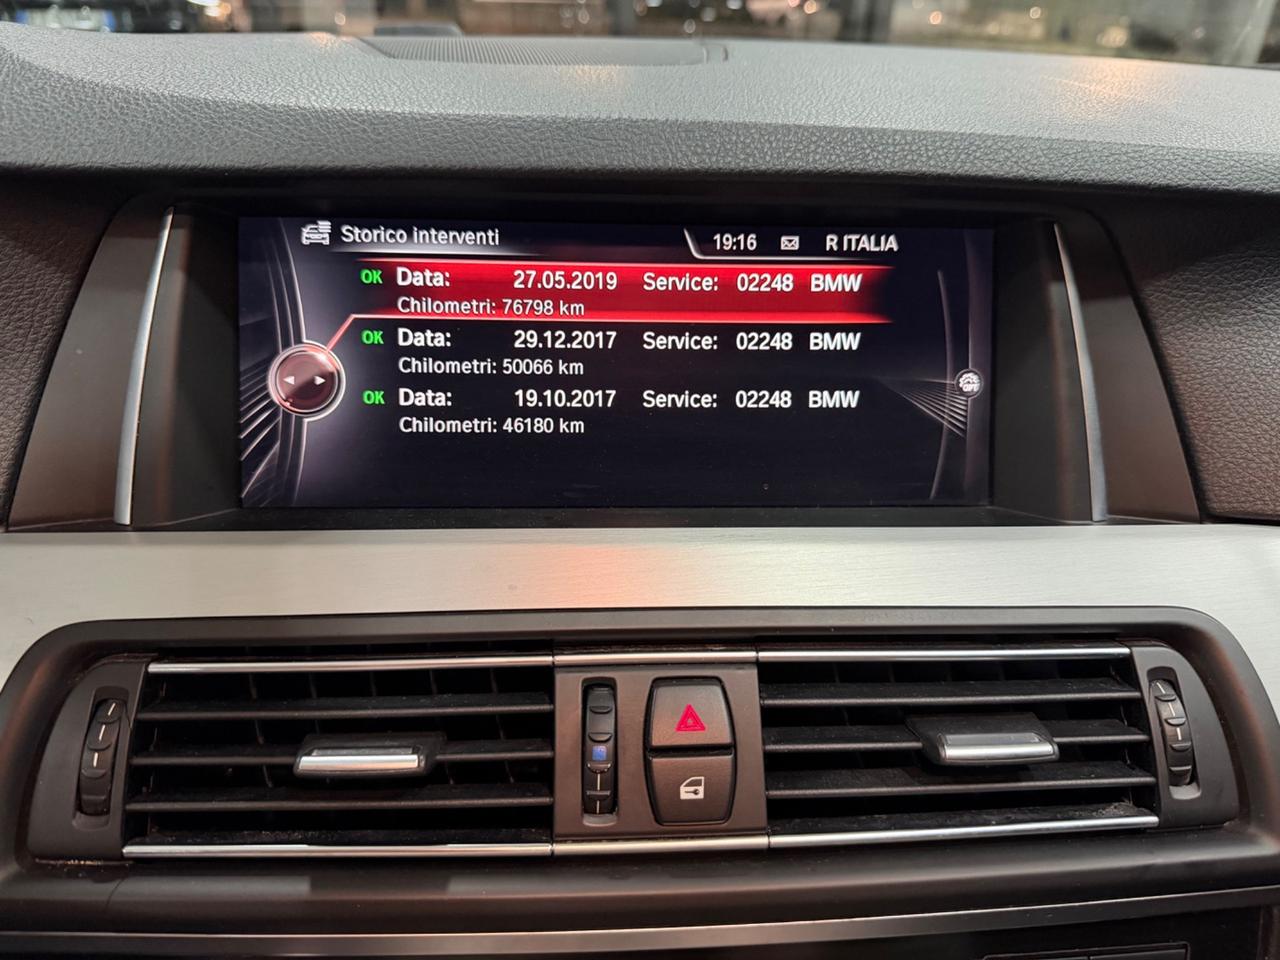 Storico interventi 19:16 R ITALIA
OK Data: 27.05.2019 Service: 02248 BMW
Chilometri: 76798 km
OK Data: 29.12.2017 Service: 02248 BMW
Chilometri: 50066 km
OK Data: 19.10.2017 Service: 02248 BMW
Chilometri: 46180 km